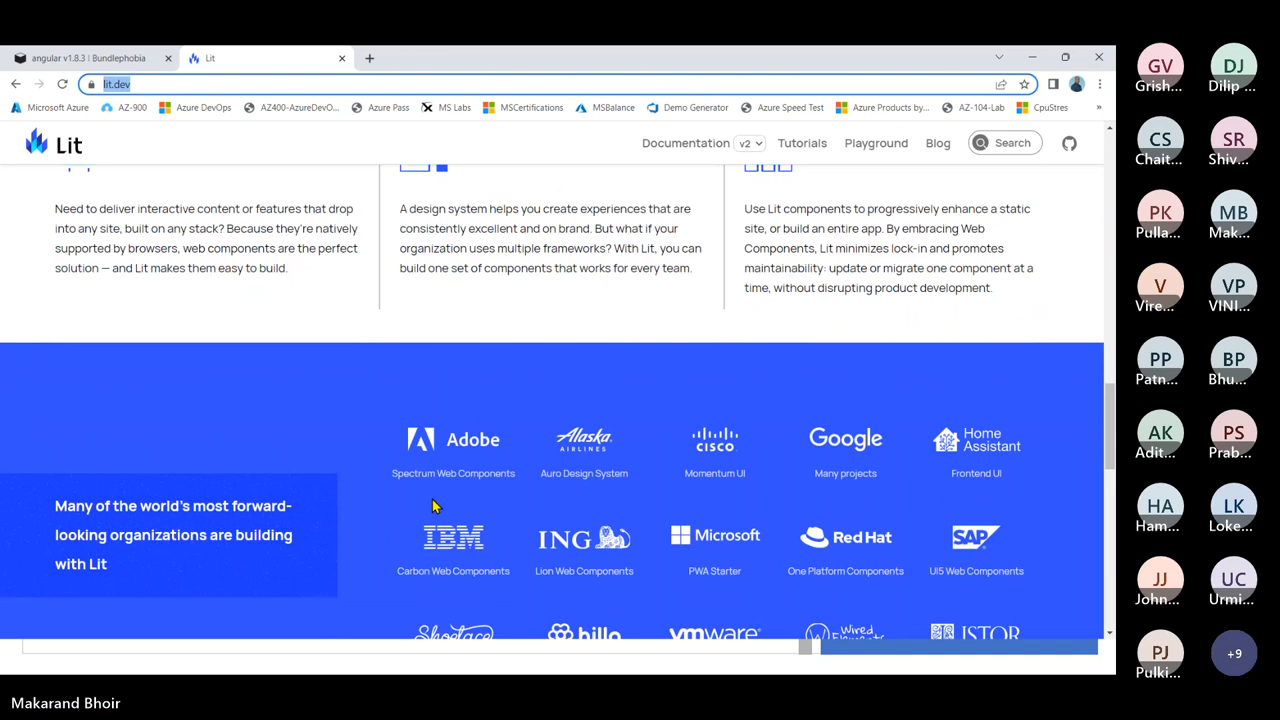 angular v1.8.3 | Bundlephobia
Lit
lit.dev
Microsoft Azure
AZ-900
Azure DevOps
AZ400-AzureDevO...
Azure Pass
MS Labs
MSCertifications
MSBalance
Demo Generator
Azure Speed Test
Azure Products by...
AZ-104-Lab
CpuStres
»
Lit
Documentation
v2
Tutorials
Playground
Blog
Search
Need to deliver interactive content or features that drop
into any site, built on any stack? Because they're natively
supported by browsers, web components are the perfect
solution — and Lit makes them easy to build.
A design system helps you create experiences that are
consistently excellent and on brand. But what if your
organization uses multiple frameworks? With Lit, you can
build one set of components that works for every team.
Use Lit components to progressively enhance a static
site, or build an entire app. By embracing Web
Components, Lit minimizes lock-in and promotes
maintainability: update or migrate one component at a
time, without disrupting product development.
Many of the world's most forward-
looking organizations are building
with Lit
Adobe
Spectrum Web Components
Alaska
AIRLINES
Auro Design System
CISCO
Momentum UI
Google
Many projects
Home
Assistant
Frontend UI
IBM
Carbon Web Components
ING
Lion Web Components
Microsoft
PWA Starter
Red Hat
One Platform Components
SAP
UI5 Web Components
Shoelace
billo
vmware
Wired
JSTOR
GV
Grish...
DJ
Dilip ...
CS
Chait...
SR
Shiv...
PK
Pulla...
MB
Mak...
V
Vire...
VP
VINI...
PP
Patn...
BP
Bhu...
AK
Adit...
PS
Prab...
HA
Ham...
LK
Loke...
JJ
John...
UC
Urmi...
PJ
Pulki...
+9
Makarand Bhoir